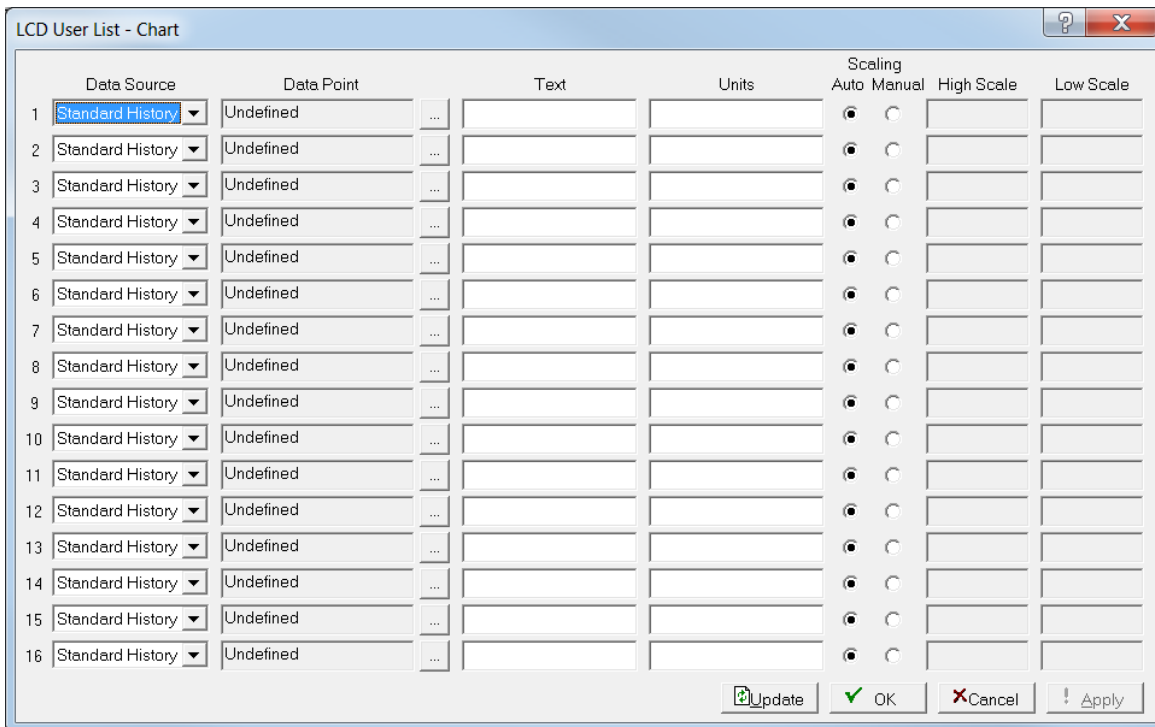 LCD User List - Chart
Scaling
Data Source Data Point Text Units Auto Manual High Scale Low Scale
1 Standard History Undefined ...
2 Standard History Undefined ...
3 Standard History Undefined ...
4 Standard History Undefined ...
5 Standard History Undefined ...
6 Standard History Undefined ...
7 Standard History Undefined ...
8 Standard History Undefined ...
9 Standard History Undefined ...
10 Standard History Undefined ...
11 Standard History Undefined ...
12 Standard History Undefined ...
13 Standard History Undefined ...
14 Standard History Undefined ...
15 Standard History Undefined ...
16 Standard History Undefined ...
Update OK Cancel ! Apply